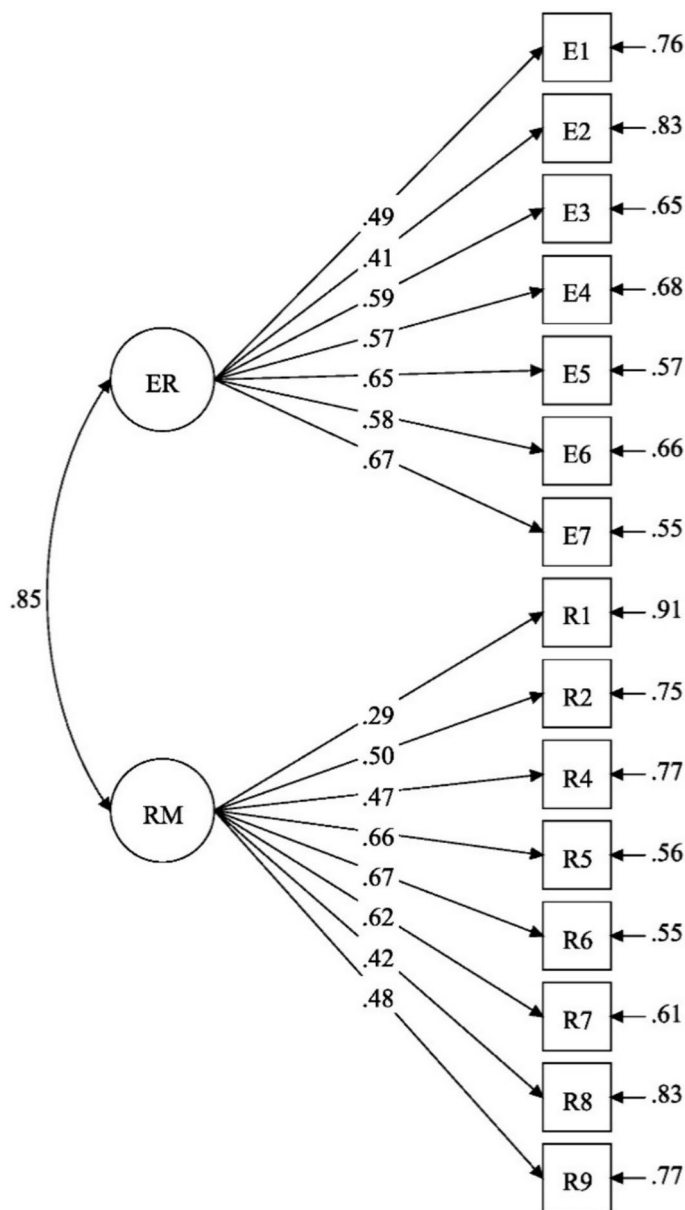 E1 .76
E2 .83
.49
E3 .65
.41
E4 .68
.59
.57
ER
E5 .57
.65
.58
E6 .66
.67
E7 .55
.85
R1 .91
R2 .75
.29
.50
R4 .77
.47
RM
.66
R5 .56
.67
.62
R6 .55
.42
.48
R7 .61
R8 .83
R9 .77